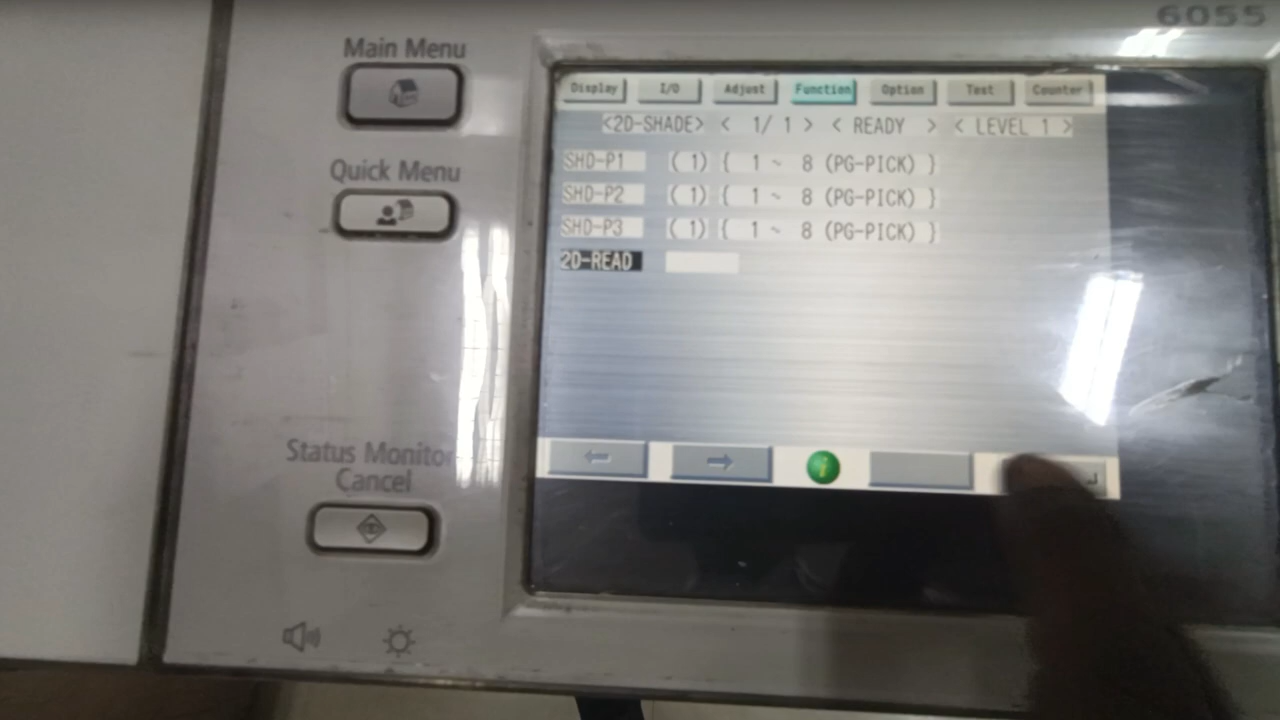 6055
Main Menu
Quick Menu
Status Monitor
Cancel
Display I/O Adjust Function Option Test Counter
<2D-SHADE> < 1/ 1 > < READY > < LEVEL 1 >
SHD-P1 ( 1) { 1 ~ 8 (PG-PICK) }
SHD-P2 ( 1) { 1 ~ 8 (PG-PICK) }
SHD-P3 ( 1) { 1 ~ 8 (PG-PICK) }
2D-READ